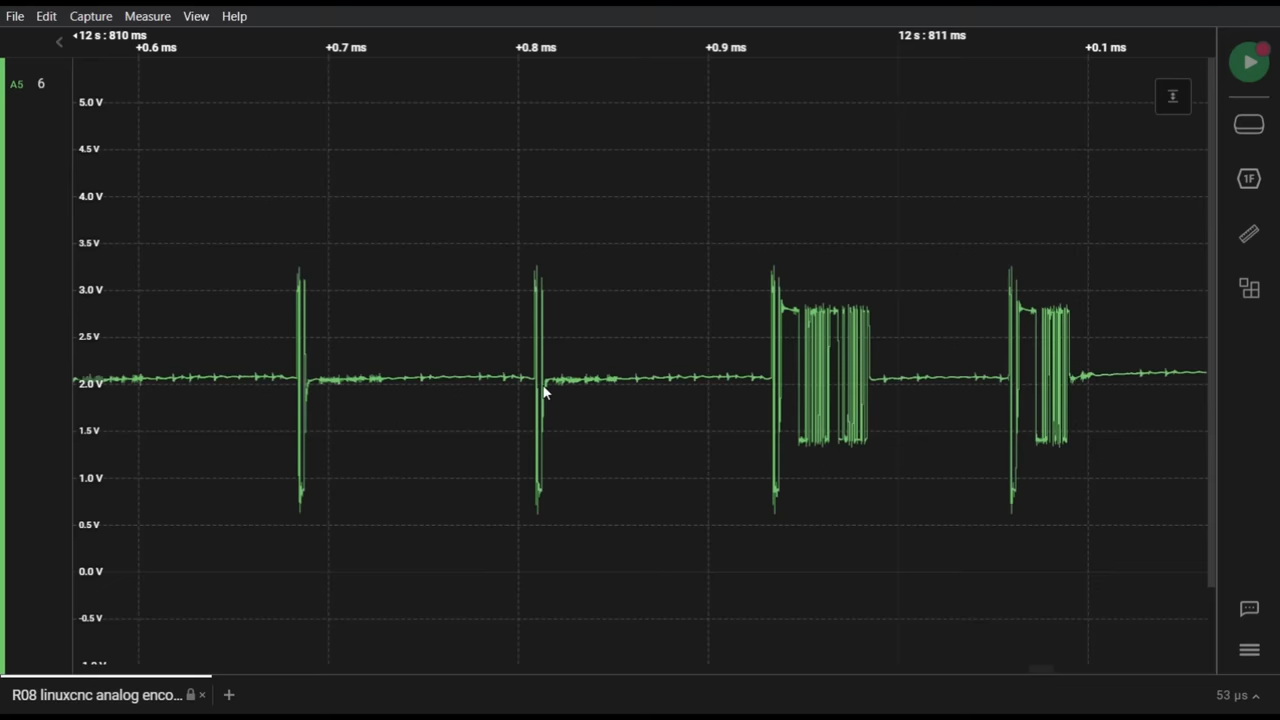 File Edit Capture Measure View Help
12 s : 810 ms 12 s : 811 ms
+0.6 ms +0.7 ms +0.8 ms +0.9 ms +0.1 ms
A5 6
5.0 V
4.5 V
4.0 V
3.5 V
3.0 V
2.5 V
2.0 V
1.5 V
1.0 V
0.5 V
0.0 V
-0.5 V
1F
R08 linuxcnc analog enco...
53 µs